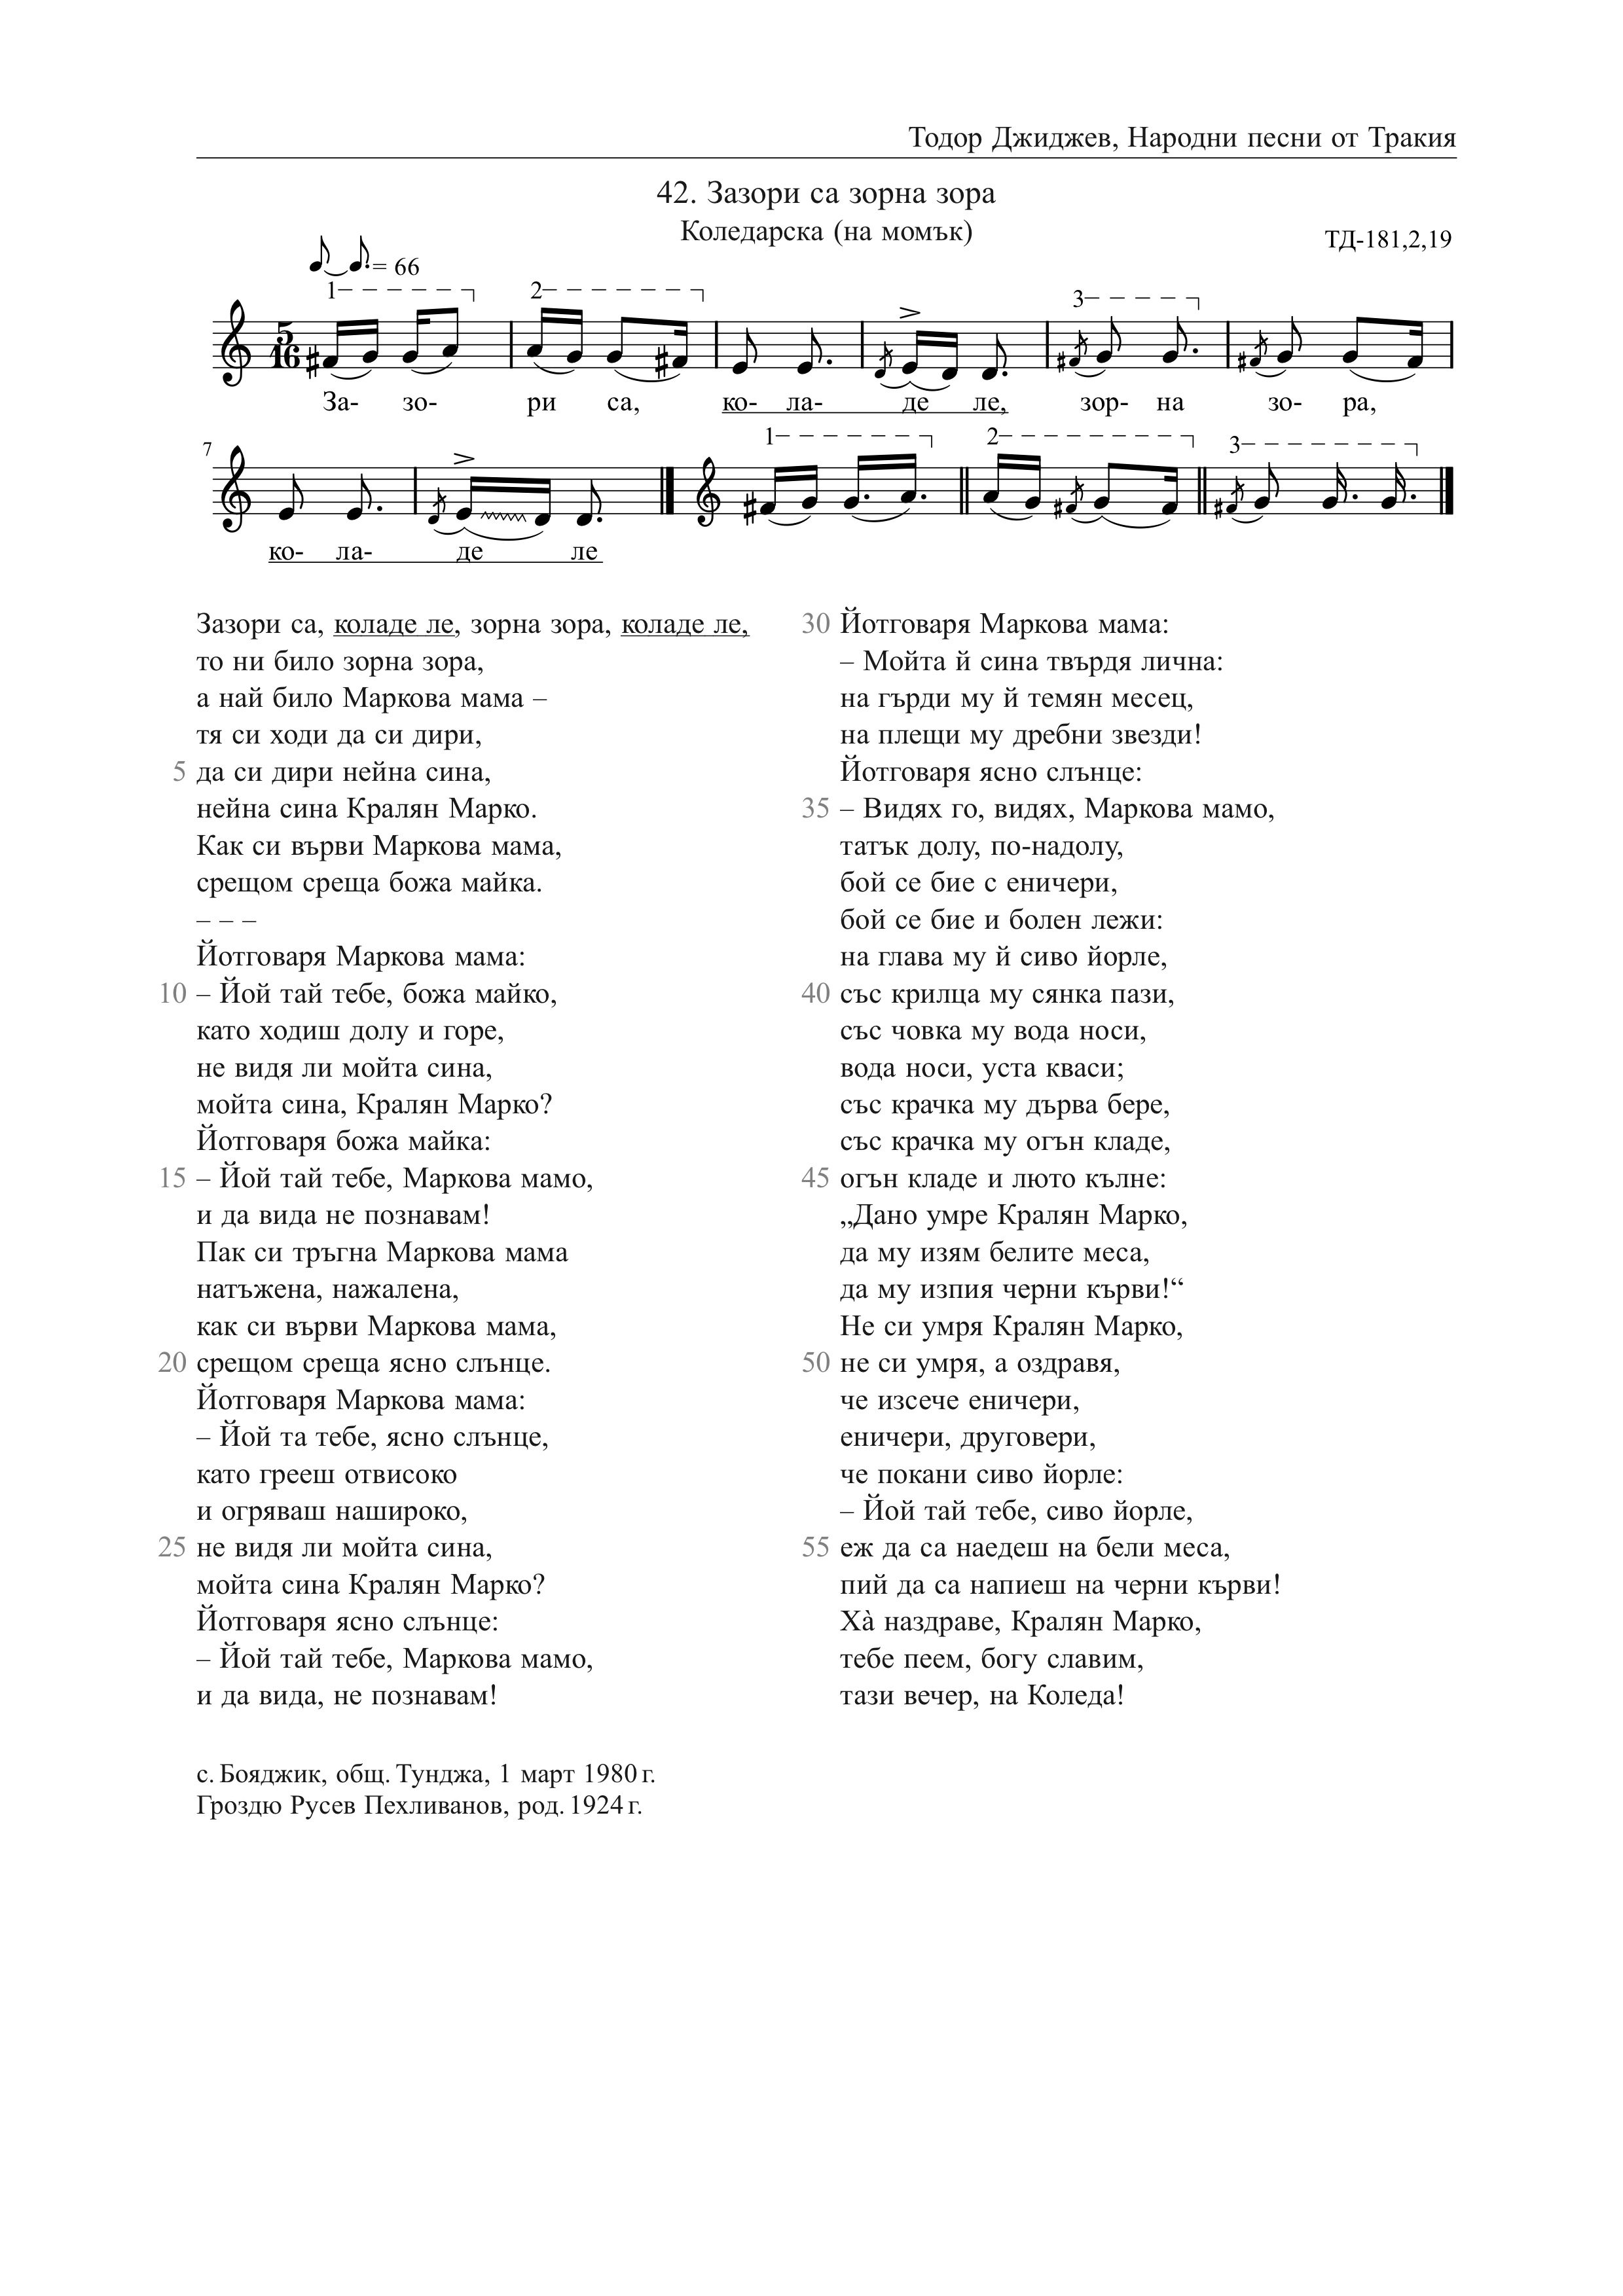 Тодор Джиджев, Народни песни от Тракия
42. Зазори са зорна зора
Коледарска (на момък)
ТД-181,2,19
= 66
1 2 3
5
16
За- зо- ри са, ко- ла- де ле, зор- на зо- ра,
1 2 3
7
ко- ла- де ле
Зазори са, коладе ле, зорна зора, коладе ле,
то ни било зорна зора,
а най било Маркова мама –
тя си ходи да си дири,
5 да си дири нейна сина,
нейна сина Кралян Марко.
Как си върви Маркова мама,
срещом среща божа майка.
– – –
Йотговаря Маркова мама:
10 – Йой тай тебе, божа майко,
като ходиш долу и горе,
не видя ли мойта сина,
мойта сина, Кралян Марко?
Йотговаря божа майка:
15 – Йой тай тебе, Маркова мамо,
и да вида не познавам!
Пак си тръгна Маркова мама
натъжена, нажалена,
как си върви Маркова мама,
20 срещом среща ясно слънце.
Йотговаря Маркова мама:
– Йой та тебе, ясно слънце,
като грееш отвисоко
и огряваш нашироко,
25 не видя ли мойта сина,
мойта сина Кралян Марко?
Йотговаря ясно слънце:
– Йой тай тебе, Маркова мамо,
и да вида, не познавам!
30 Йотговаря Маркова мама:
– Мойта й сина твърдя лична:
на гърди му й темян месец,
на плещи му дребни звезди!
Йотговаря ясно слънце:
35 – Видях го, видях, Маркова мамо,
татък долу, по-надолу,
бой се бие с еничери,
бой се бие и болен лежи:
на глава му й сиво йорле,
40 със крилца му сянка пази,
със човка му вода носи,
вода носи, уста кваси;
със крачка му дърва бере,
със крачка му огън кладе,
45 огън кладе и люто кълне:
„Дано умре Кралян Марко,
да му изям белите меса,
да му изпия черни кърви!“
Не си умря Кралян Марко,
50 не си умря, а оздравя,
че изсече еничери,
еничери, друговери,
че покани сиво йорле:
– Йой тай тебе, сиво йорле,
55 еж да са наедеш на бели меса,
пий да са напиеш на черни кърви!
Хà наздраве, Кралян Марко,
тебе пеем, богу славим,
тази вечер, на Коледа!
с. Бояджик, общ. Тунджа, 1 март 1980 г.
Гроздю Русев Пехливанов, род. 1924 г.